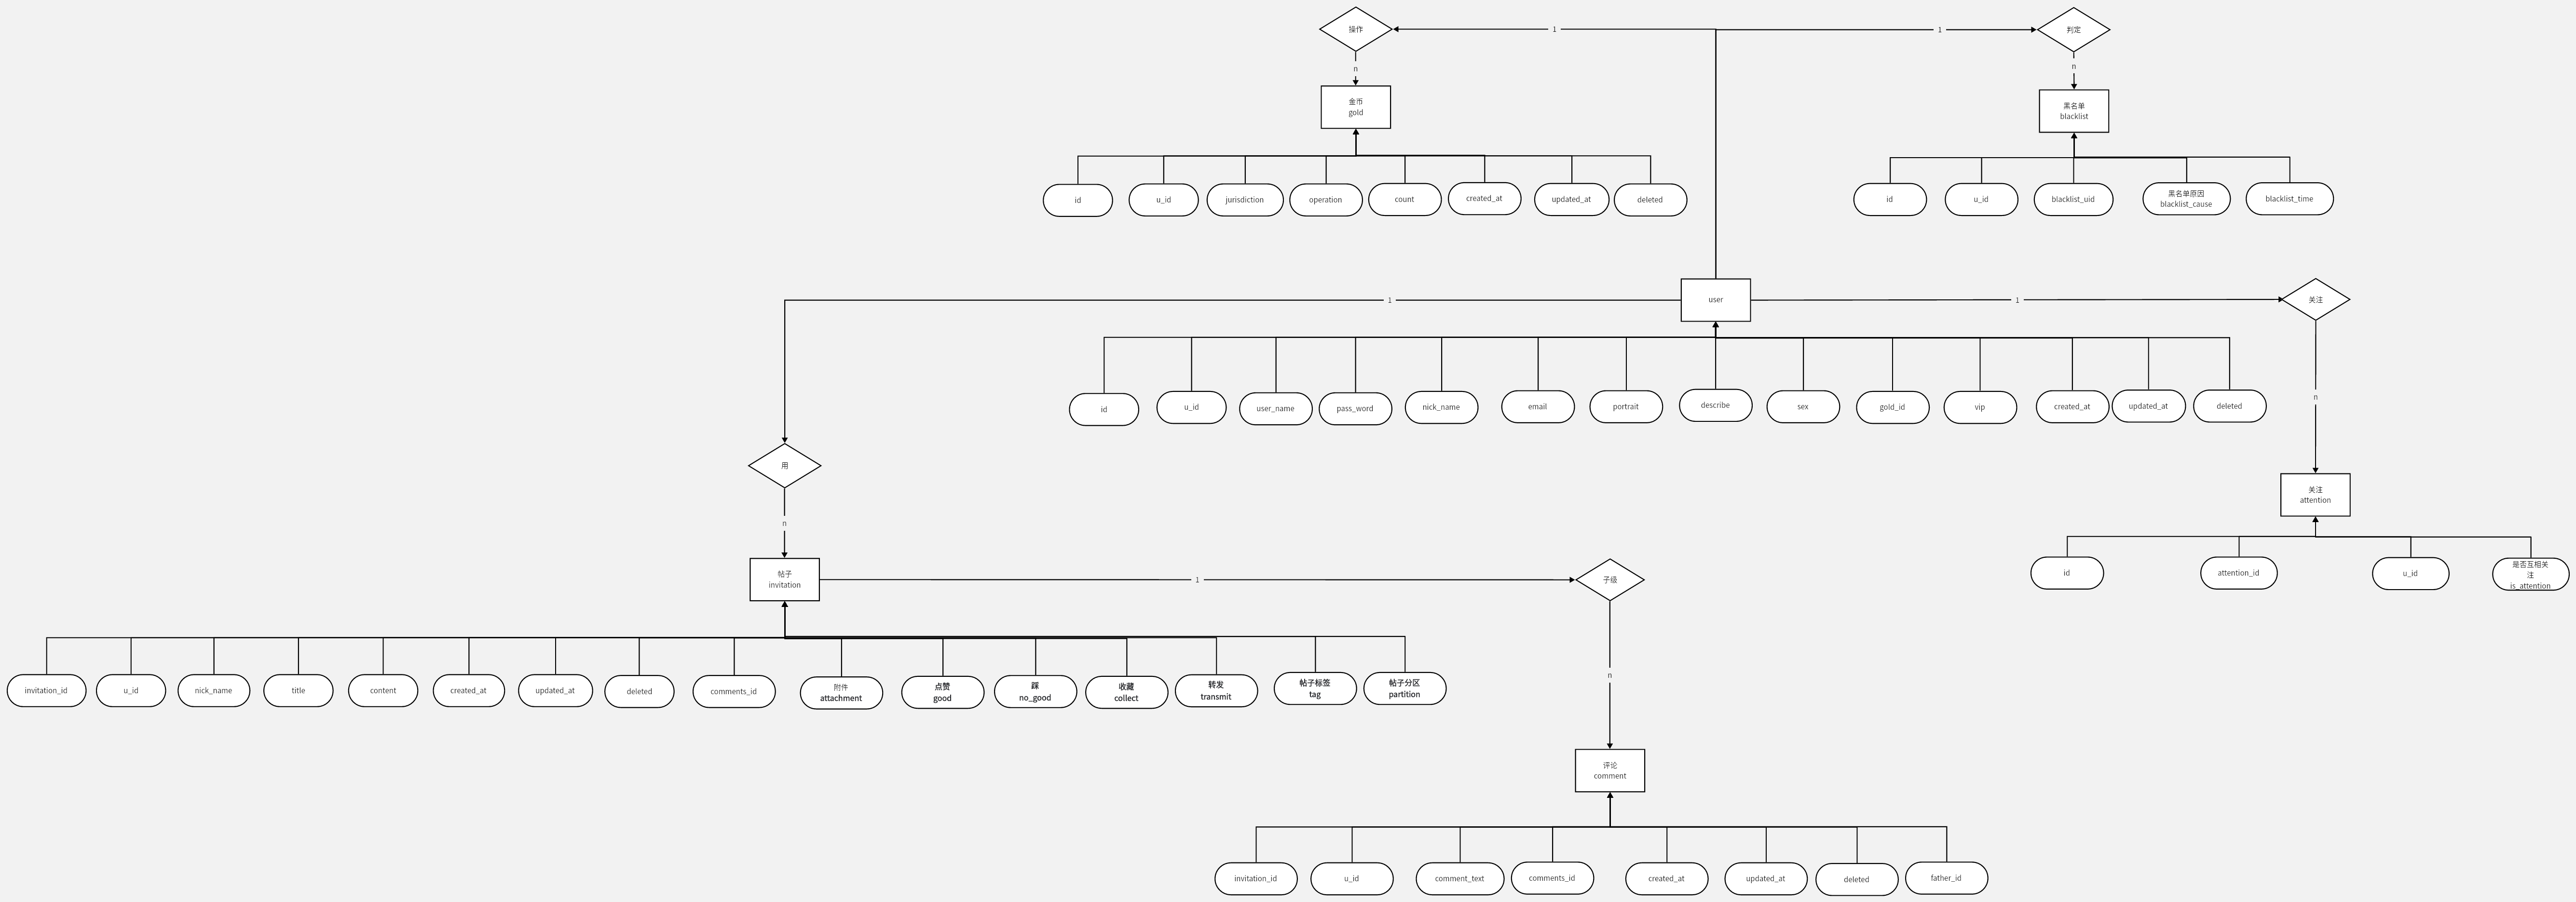 操作
1
1
判定
n
n
金币
gold
黑名单
blacklist
id
u_id
jurisdiction
operation
count
created_at
updated_at
deleted
id
u_id
blacklist_uid
黑名单原因
blacklist_cause
blacklist_time
1
user
1
关注
id
u_id
user_name
pass_word
nick_name
email
portrait
describe
sex
gold_id
vip
created_at
updated_at
deleted
n
用
关注
attention
n
帖子
invitation
1
子级
id
attention_id
u_id
是否互相关
注
is_attention
invitation_id
u_id
nick_name
title
content
created_at
updated_at
deleted
comments_id
附件
attachment
点赞
good
踩
no_good
收藏
collect
转发
transmit
帖子标签
tag
帖子分区
partition
n
评论
comment
invitation_id
u_id
comment_text
comments_id
created_at
updated_at
deleted
father_id